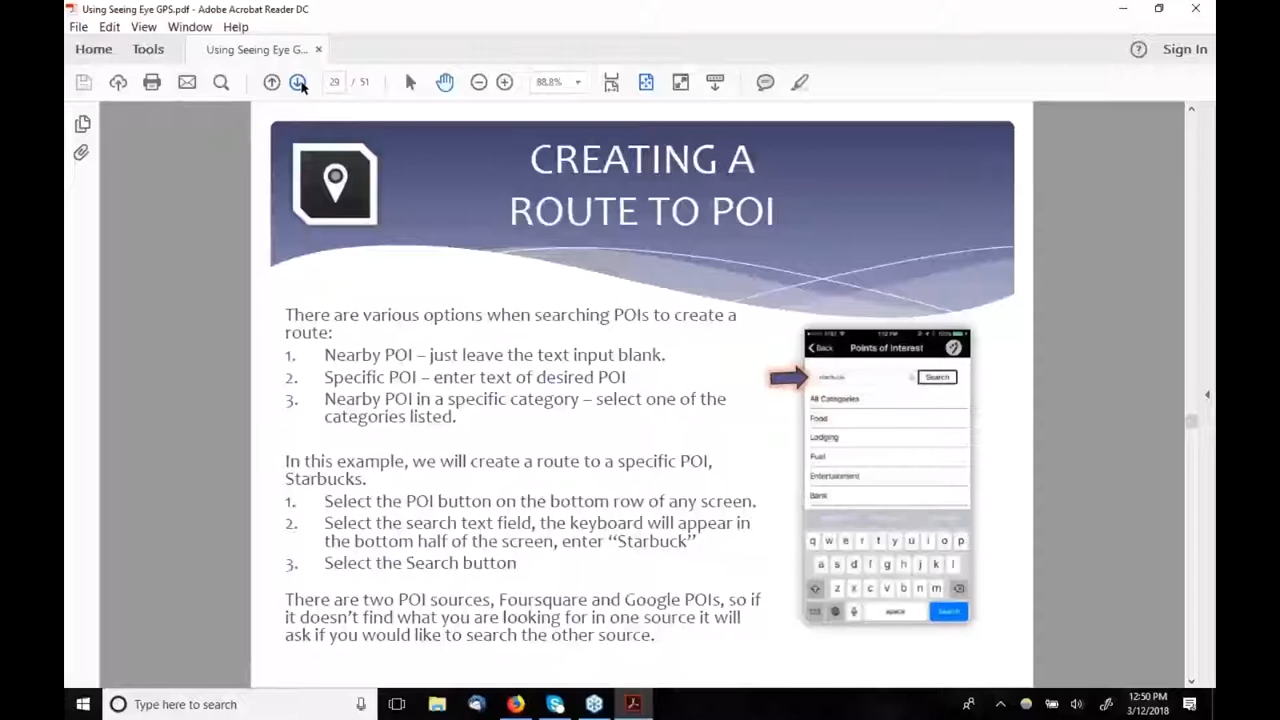 Using Seeing Eye GPS.pdf - Adobe Acrobat Reader DC
File Edit View Window Help
Home Tools Using Seeing Eye G... × Sign In
29 / 51 88.8%
CREATING A
ROUTE TO POI
There are various options when searching POIs to create a
route:
1. Nearby POI – just leave the text input blank.
2. Specific POI – enter text of desired POI
3. Nearby POI in a specific category – select one of the
categories listed.
In this example, we will create a route to a specific POI,
Starbucks.
1. Select the POI button on the bottom row of any screen.
2. Select the search text field, the keyboard will appear in
the bottom half of the screen, enter “Starbuck”
3. Select the Search button
There are two POI sources, Foursquare and Google POIs, so if
it doesn’t find what you are looking for in one source it will
ask if you would like to search the other source.
Back Points of Interest
Search
All Categories
Food
Lodging
Fuel
Entertainment
Bank
q w e r t y u i o p
a s d f g h j k l
z x c v b n m
123 space Search
Type here to search
12:50 PM
3/12/2018